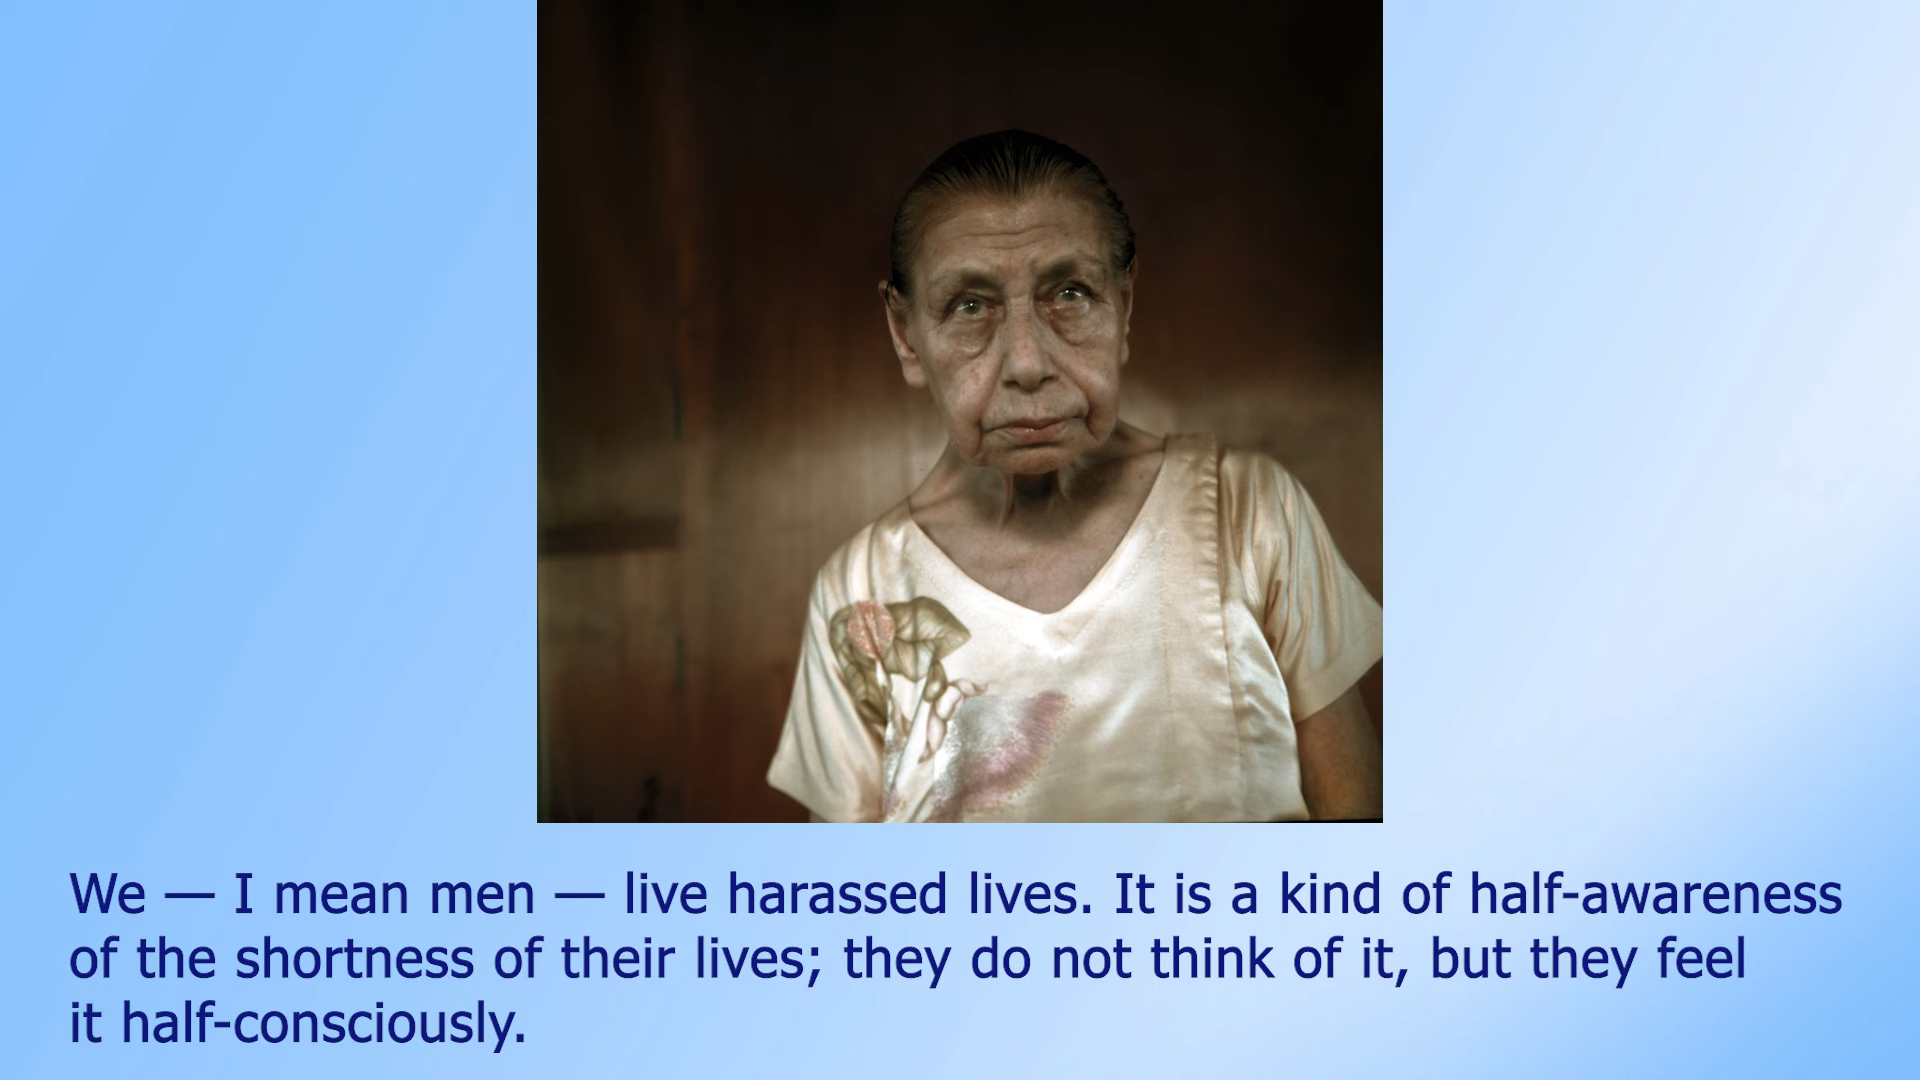 We — I mean men — live harassed lives. It is a kind of half-awareness
of the shortness of their lives; they do not think of it, but they feel
it half-consciously.